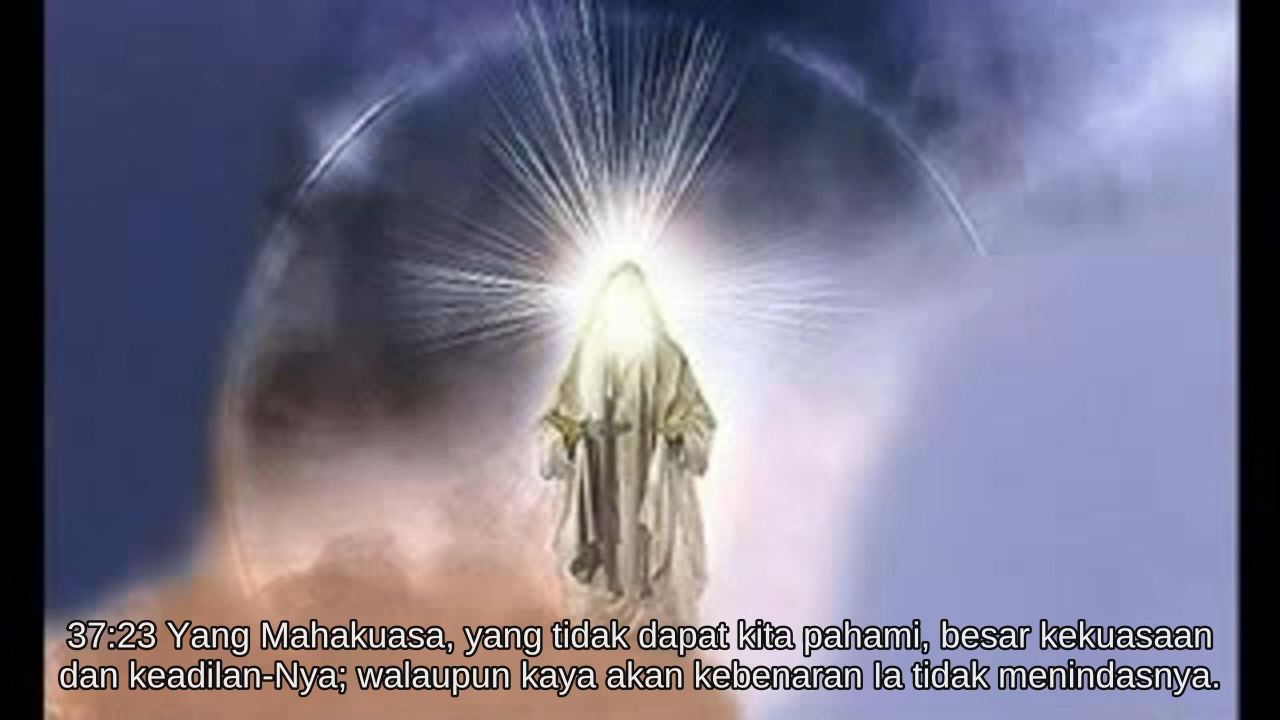 37:23 Yang Mahakuasa, yang tidak dapat kita pahami, besar kekuasaan
dan keadilan-Nya; walaupun kaya akan kebenaran Ia tidak menindasnya.